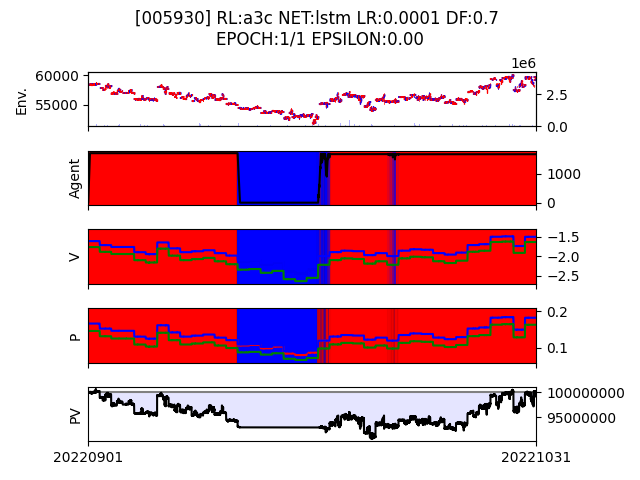 [005930] RL:a3c NET:lstm LR:0.0001 DF:0.7
EPOCH:1/1 EPSILON:0.00
1e6
60000
55000
Env.
2.5
0.0
Agent
1000
0
V
−1.5
−2.0
−2.5
P
0.2
0.1
PV
100000000
95000000
20220901
20221031